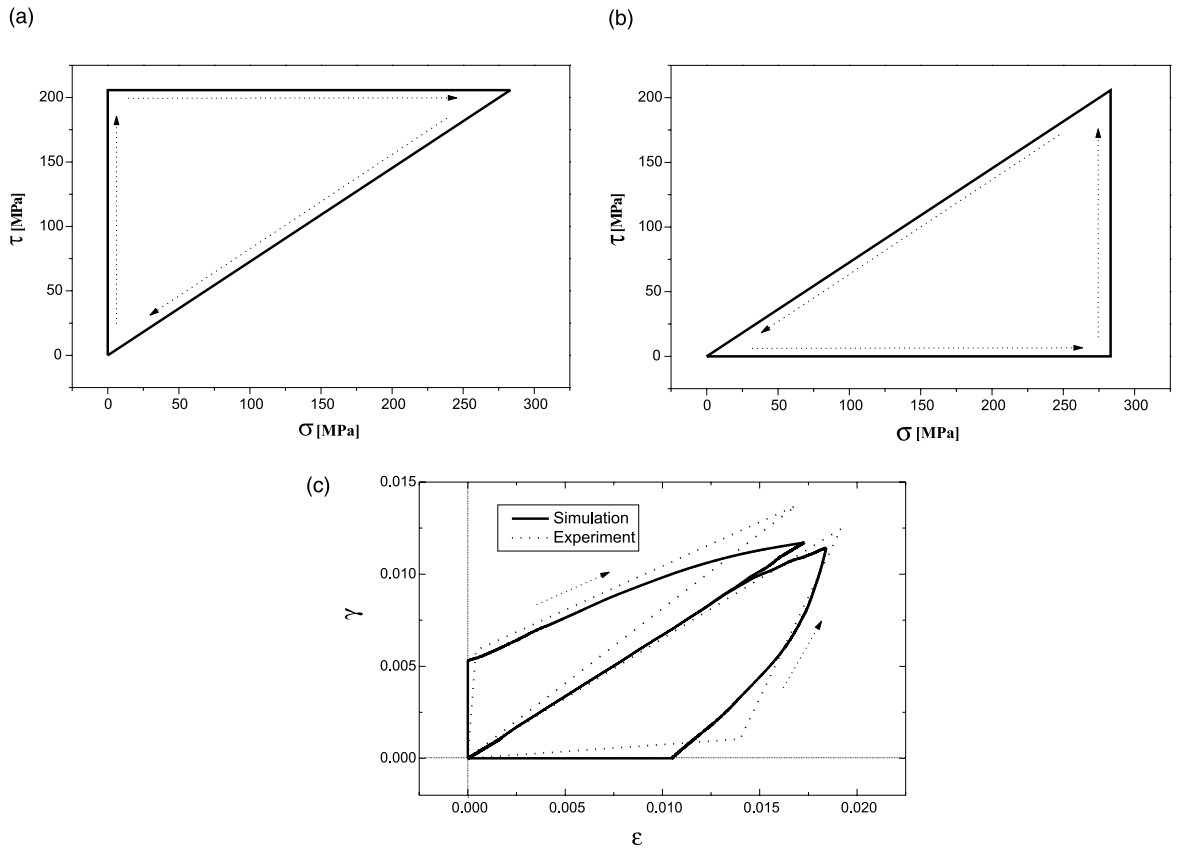 (a)
(b)
200
150
100
50
0
τ [MPa]
0 50 100 150 200 250 300
σ [MPa]
200
150
100
50
0
τ [MPa]
0 50 100 150 200 250 300
σ [MPa]
(c)
0.015
0.010
0.005
0.000
γ
Simulation
Experiment
0.000 0.005 0.010 0.015 0.020
ε